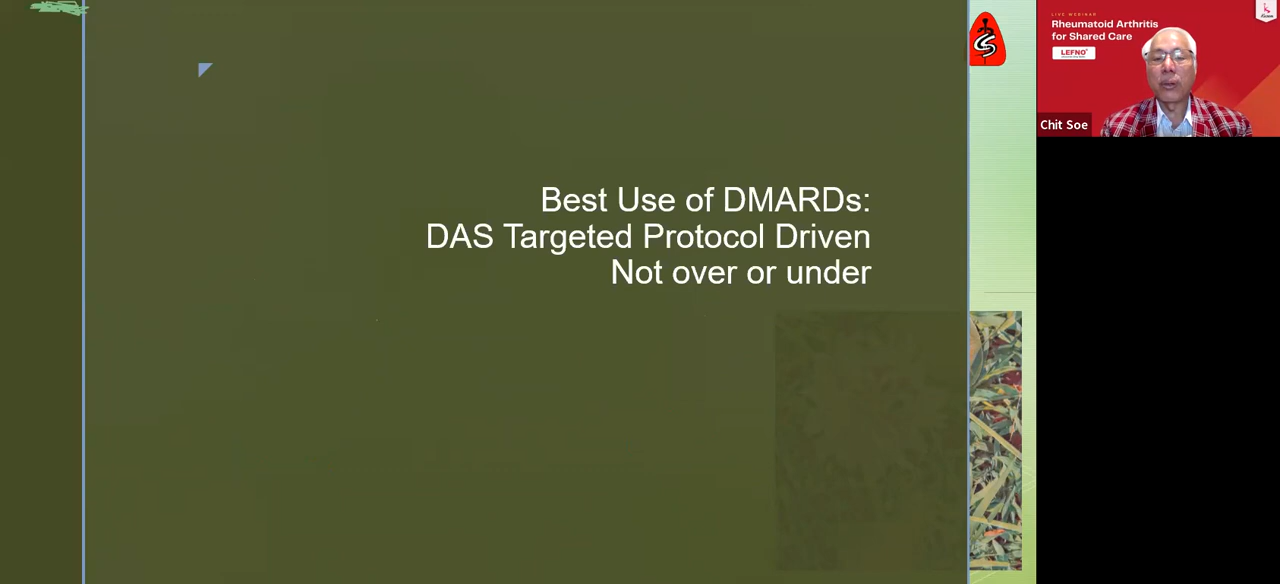 Best Use of DMARDs:
DAS Targeted Protocol Driven
Not over or under
LIVE WEBINAR
Rheumatoid Arthritis
for Shared Care
LEFNO
Chit Soe